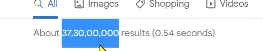 All Images Shopping Videos
About 37,30,00,000 results (0.54 seconds)